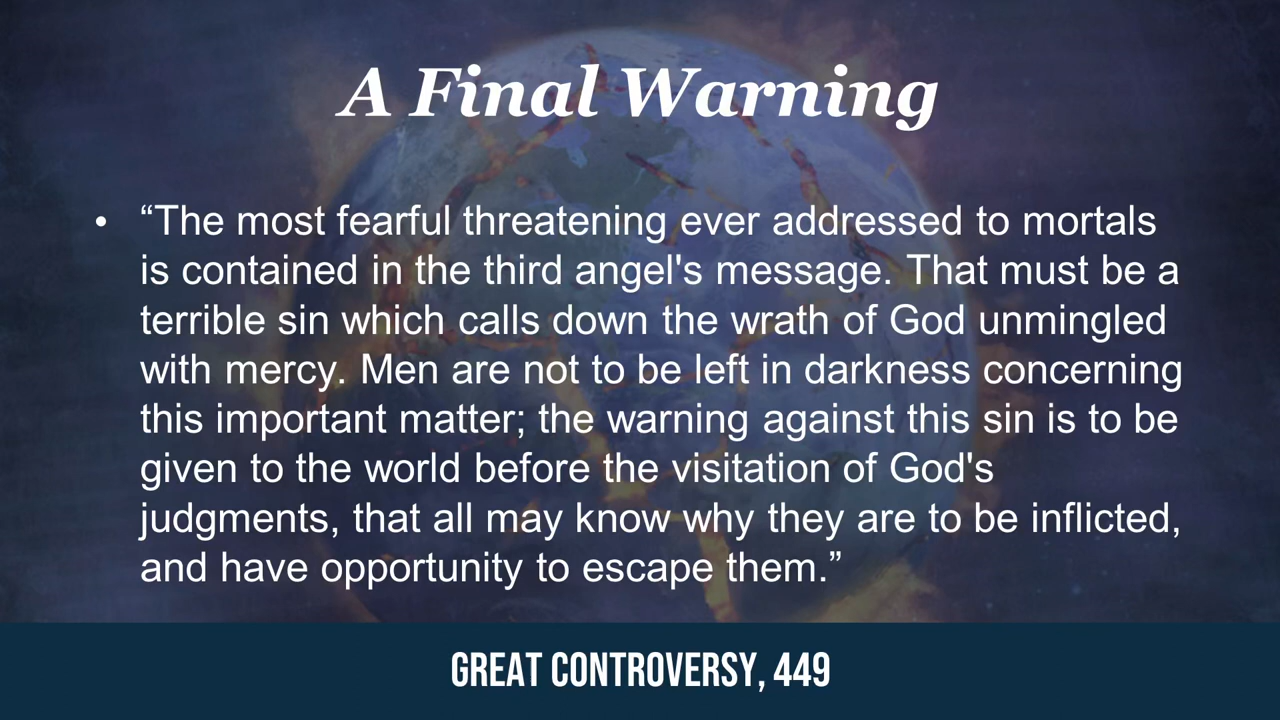 A Final Warning
• “The most fearful threatening ever addressed to mortals
is contained in the third angel's message. That must be a
terrible sin which calls down the wrath of God unmingled
with mercy. Men are not to be left in darkness concerning
this important matter; the warning against this sin is to be
given to the world before the visitation of God's
judgments, that all may know why they are to be inflicted,
and have opportunity to escape them.”
GREAT CONTROVERSY, 449